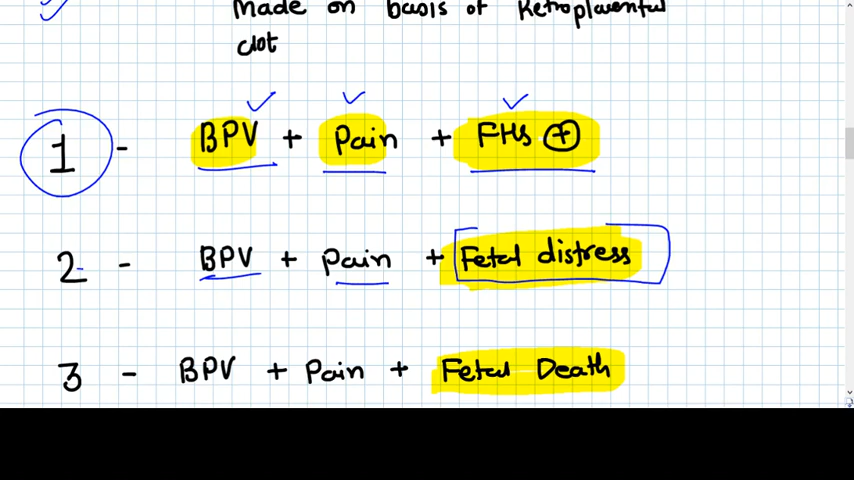 Made on basis of Retroplacental
clot
1 - BPV + Pain + FHS +
2 - BPV + Pain + Fetal distress
3 - BPV + Pain + Fetal Death